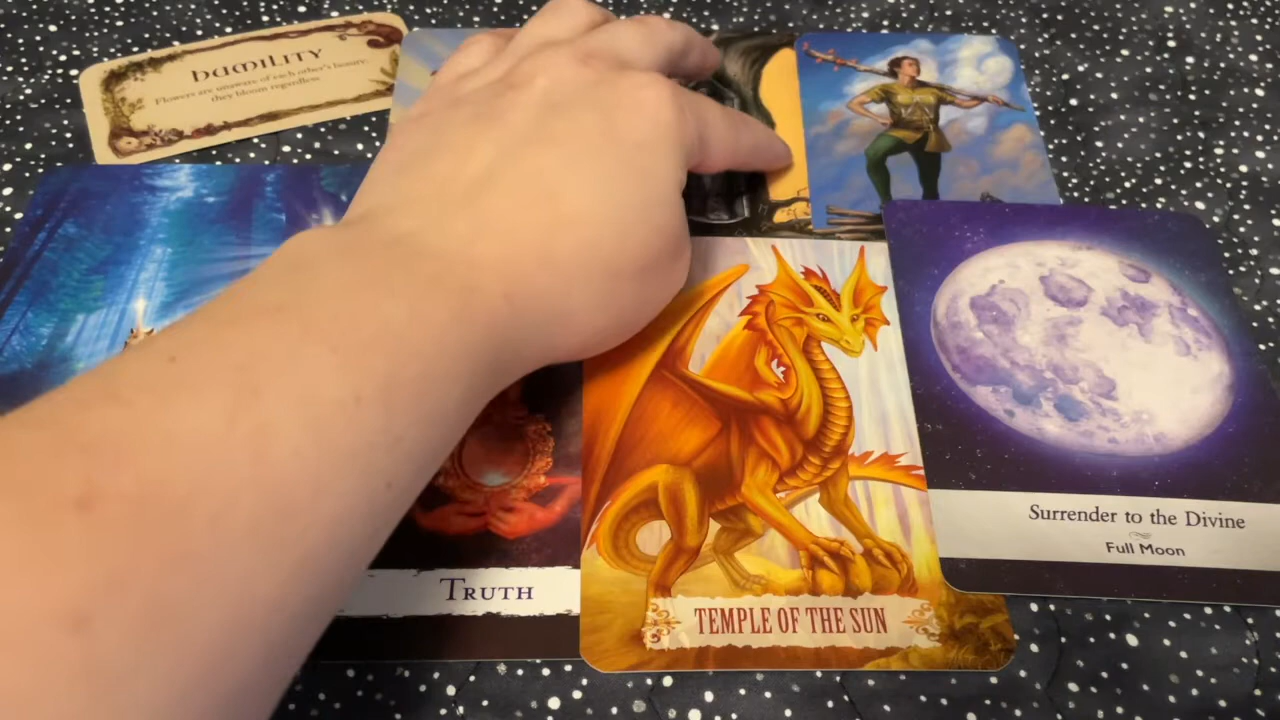 HUMILITY
Flowers are unaware of each other's beauty,
they bloom regardless
TRUTH
TEMPLE OF THE SUN
Surrender to the Divine
Full Moon